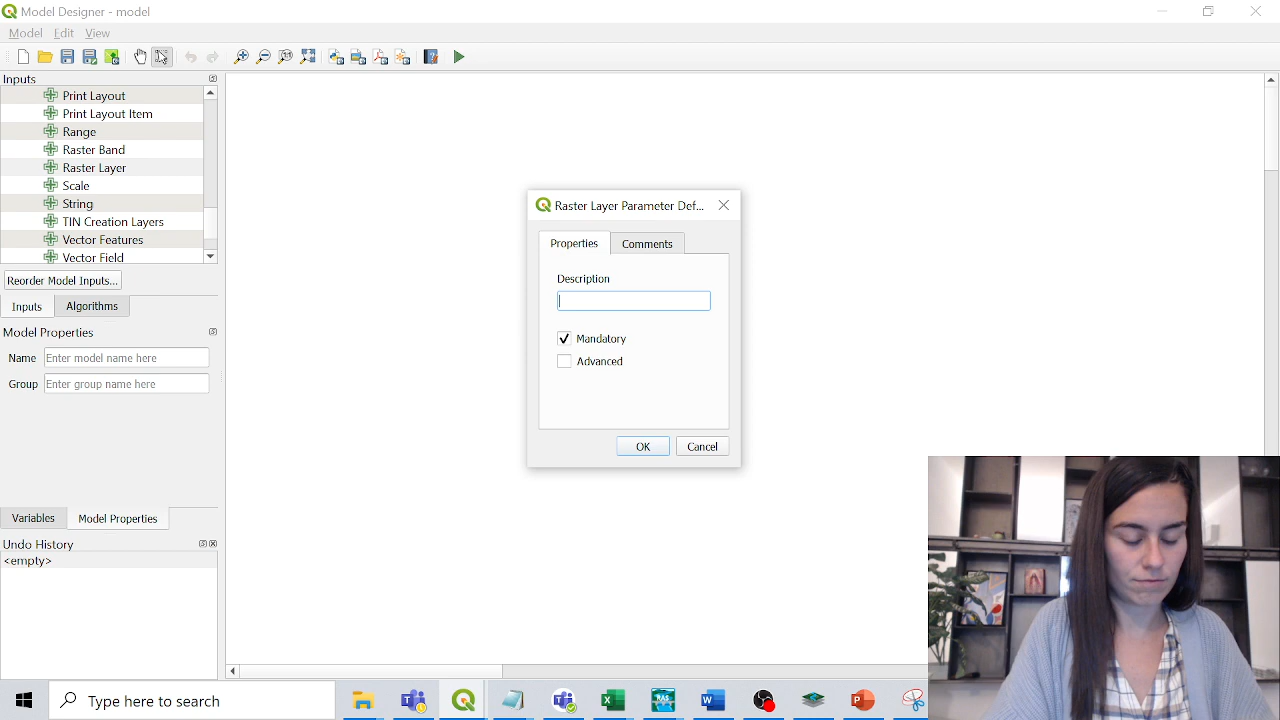 Model Designer - model
Model Edit View
Inputs
Print Layout
Print Layout Item
Range
Raster Band
Raster Layer
Scale
String
TIN Creation Layers
Vector Features
Vector Field
Reorder Model Inputs...
Inputs Algorithms
Model Properties
Name Enter model name here
Group Enter group name here
Variables Model Properties
Undo History
<empty>
Raster Layer Parameter Def...
Properties Comments
Description
Mandatory
Advanced
OK Cancel
Type here to search